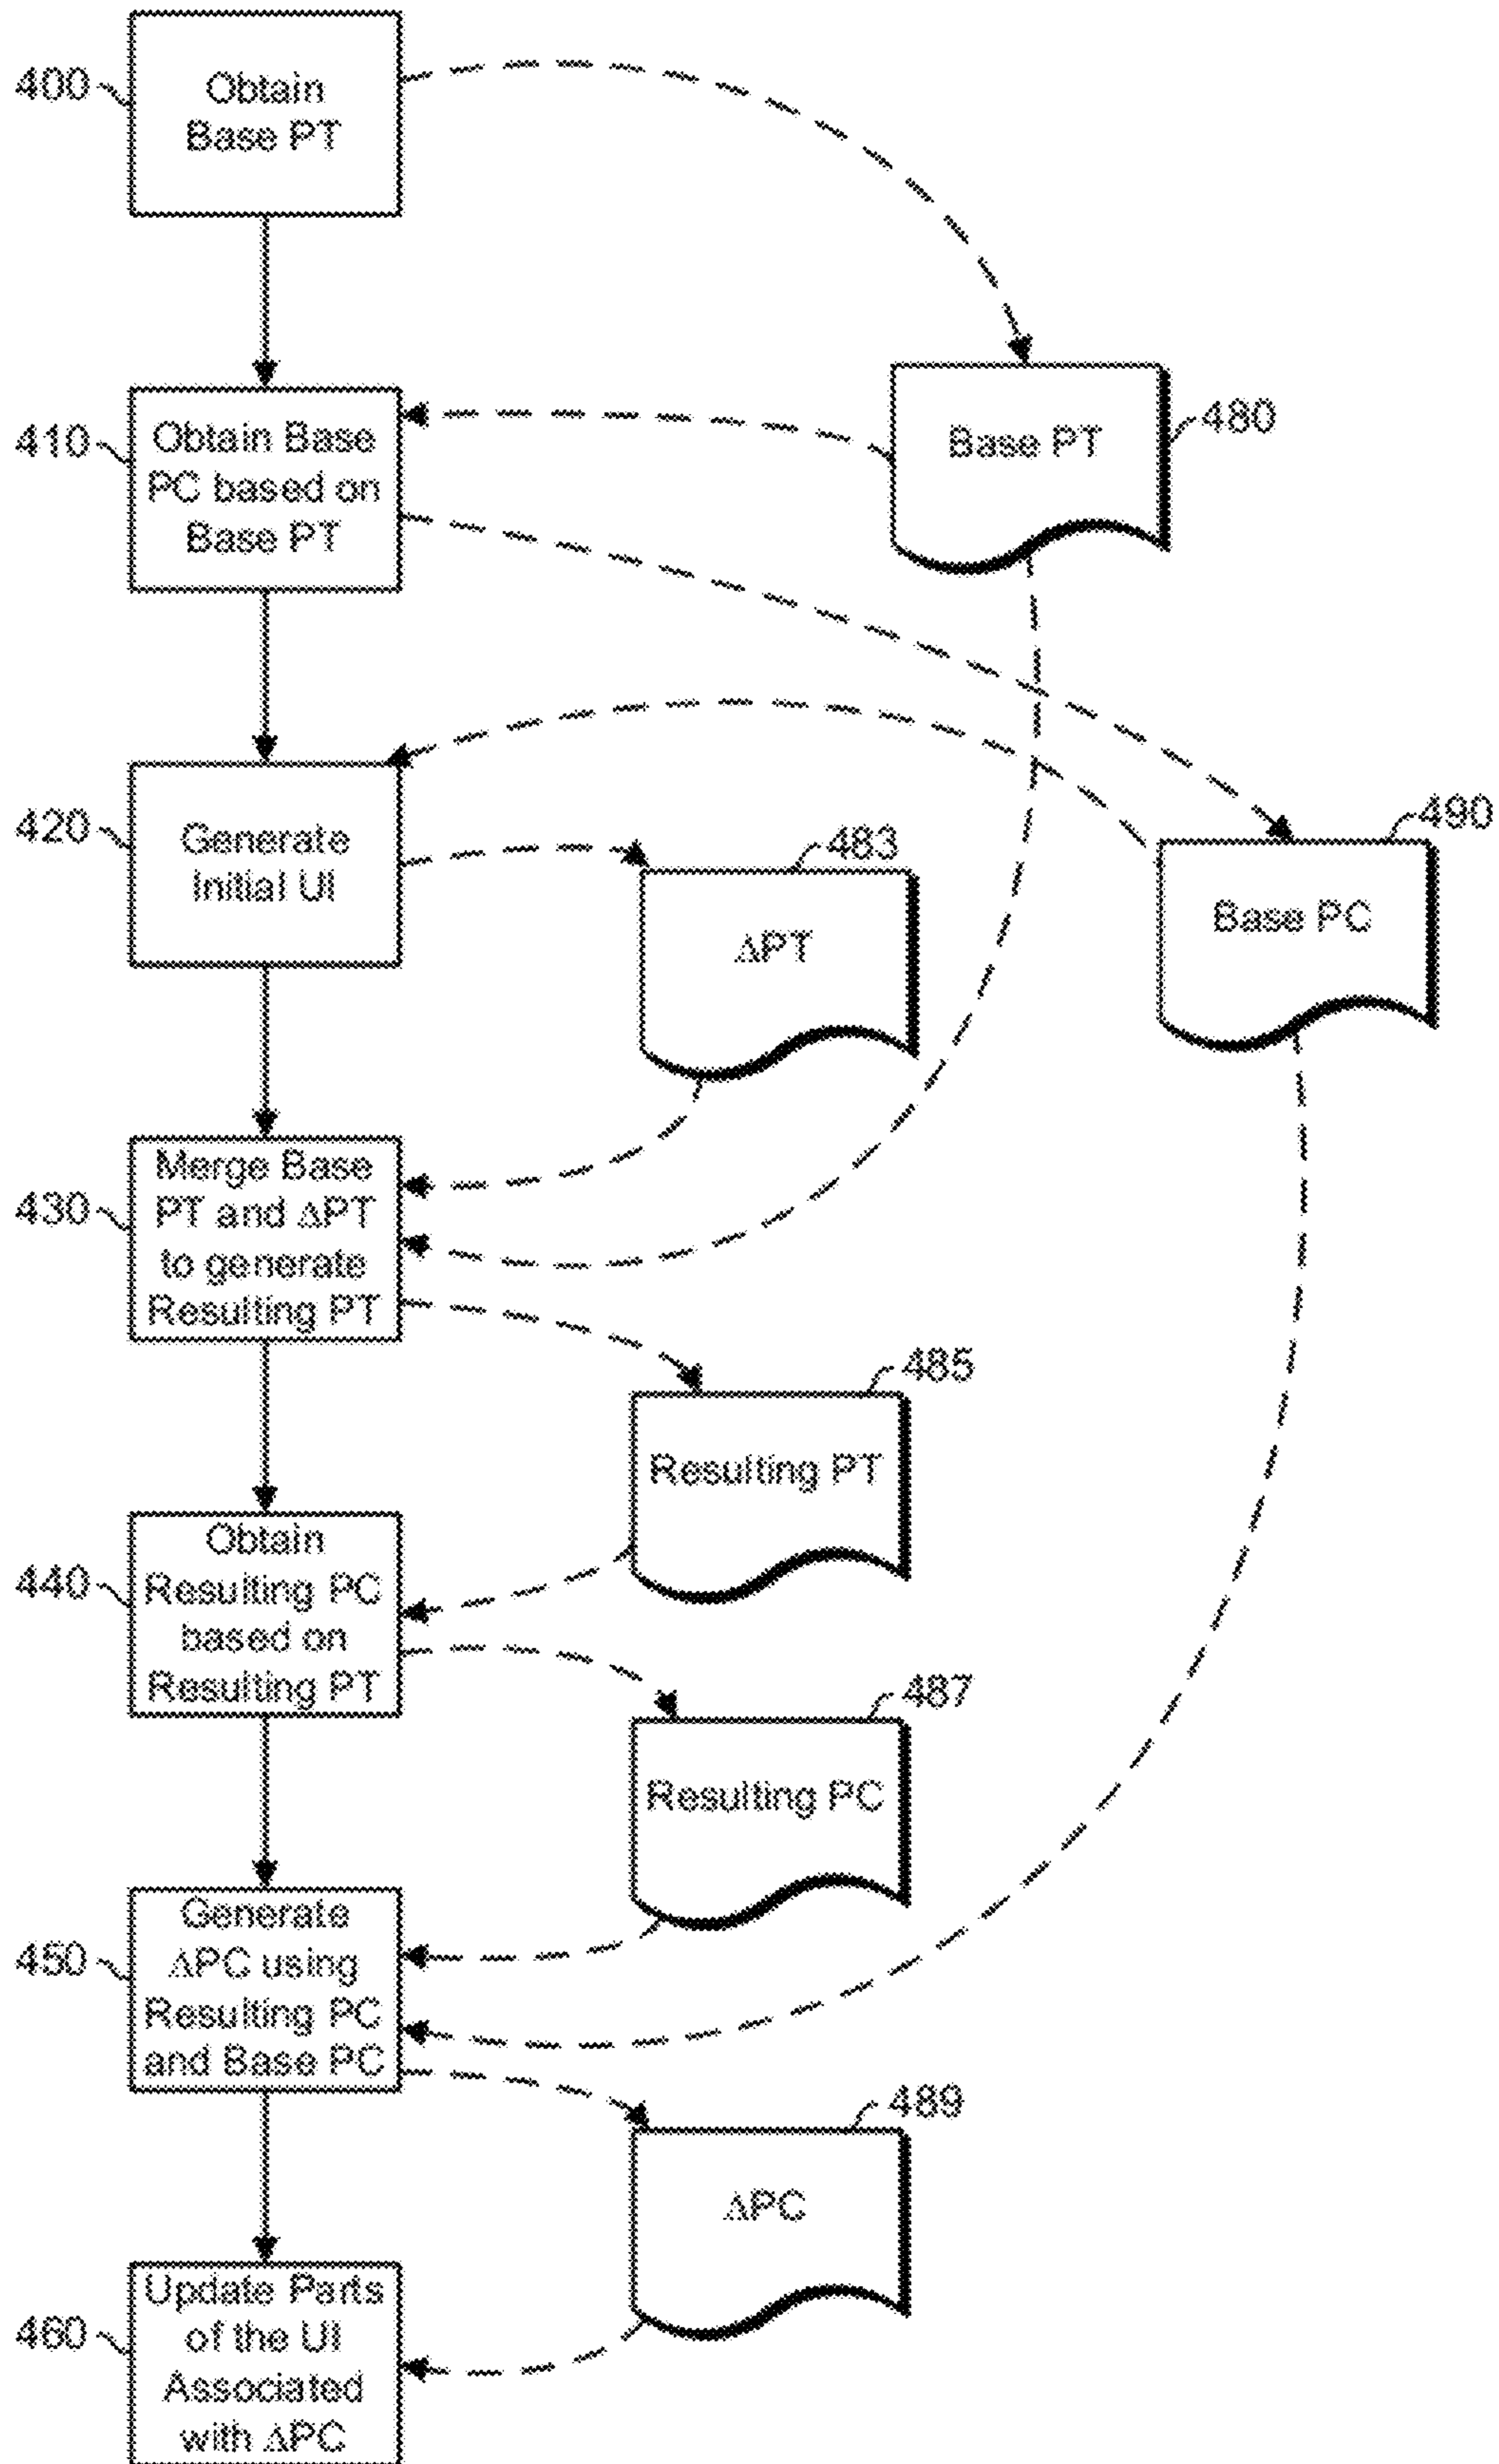 400
Obtain
Base PT
410
Obtain Base
PC based on
Base PT
Base PT
480
420
Generate
Initial UI
483
ΔPT
490
Base PC
430
Merge Base
PT and ΔPT
to generate
Resulting PT
485
Resulting PT
440
Obtain
Resulting PC
based on
Resulting PT
487
Resulting PC
450
Generate
ΔPC using
Resulting PC
and Base PC
489
ΔPC
460
Update Parts
of the UI
Associated
with ΔPC